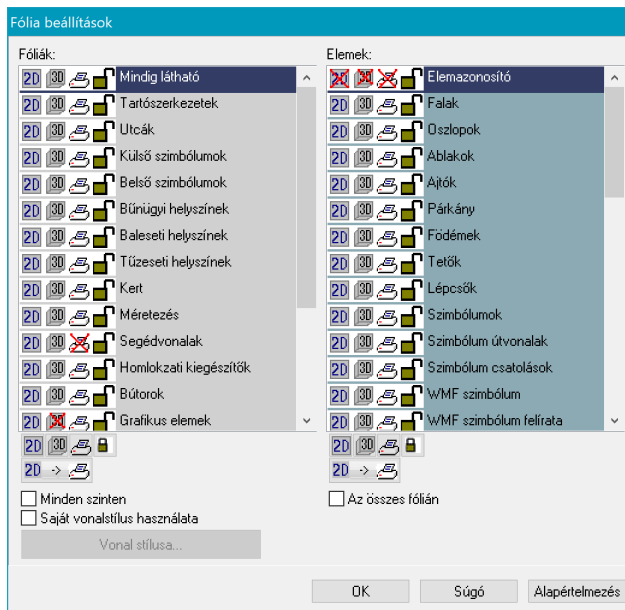 Fólia beállítások
Fóliák:
2D 3D Mindig látható
2D 3D Tartószerkezetek
2D 3D Utcák
2D 3D Külső szimbólumok
2D 3D Belső szimbólumok
2D 3D Bűnügyi helyszínek
2D 3D Baleseti helyszínek
2D 3D Tűzeseti helyszínek
2D 3D Kert
2D 3D Méretezés
2D 3D Segédvonalak
2D 3D Homlokzati kiegészítők
2D 3D Bútorok
2D 3D Grafikus elemek
2D 3D
2D ->
Minden szinten
Saját vonalstílus használata
Vonal stílusa...
Elemek:
2D 3D Elemazonosító
2D 3D Falak
2D 3D Oszlopok
2D 3D Ablakok
2D 3D Ajtók
2D 3D Párkány
2D 3D Födémek
2D 3D Tetők
2D 3D Lépcsők
2D 3D Szimbólumok
2D 3D Szimbólum útvonalak
2D 3D Szimbólum csatolások
2D 3D WMF szimbólum
2D 3D WMF szimbólum felirata
2D 3D
2D ->
Az összes fólián
OK
Súgó
Alapértelmezés